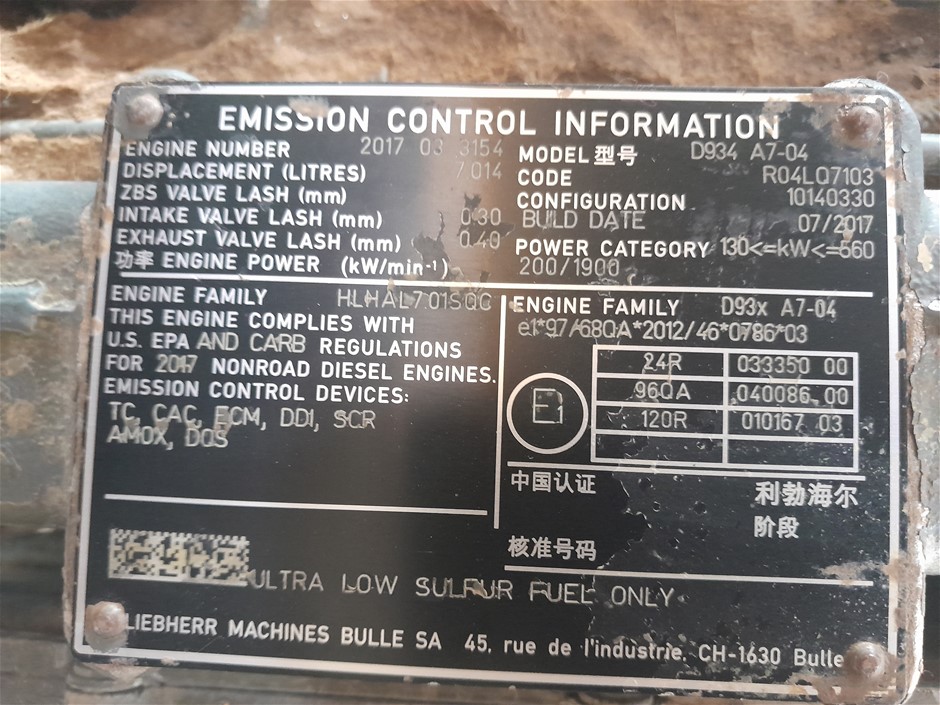 EMISSION CONTROL INFORMATION
ENGINE NUMBER 2017 03 3154
DISPLACEMENT (LITRES) 7.014
ZBS VALVE LASH (mm)
INTAKE VALVE LASH (mm) 0.30
EXHAUST VALVE LASH (mm) 0.40
功率 ENGINE POWER (kW/min-1) 200/1900
MODEL 型号 D934 A7-04
CODE R04LQ7103
CONFIGURATION 10140330
BUILD DATE 07/2017
POWER CATEGORY 130<=kW<=560
ENGINE FAMILY HLHAL7.01SQC
THIS ENGINE COMPLIES WITH
U.S. EPA AND CARB REGULATIONS
FOR 2017 NONROAD DIESEL ENGINES.
EMISSION CONTROL DEVICES:
TC, CAC, ECM, DDI, SCR
AMOX, DOS
ENGINE FAMILY D93x A7-04
e1*97/68QA*2012/46*0786*03
E1
24R 033350 00
96QA 040086 00
120R 010167 03
中国认证 利勃海尔
阶段
核准号码
ULTRA LOW SULFUR FUEL ONLY
LIEBHERR MACHINES BULLE SA 45, rue de l'industrie, CH-1630 Bulle